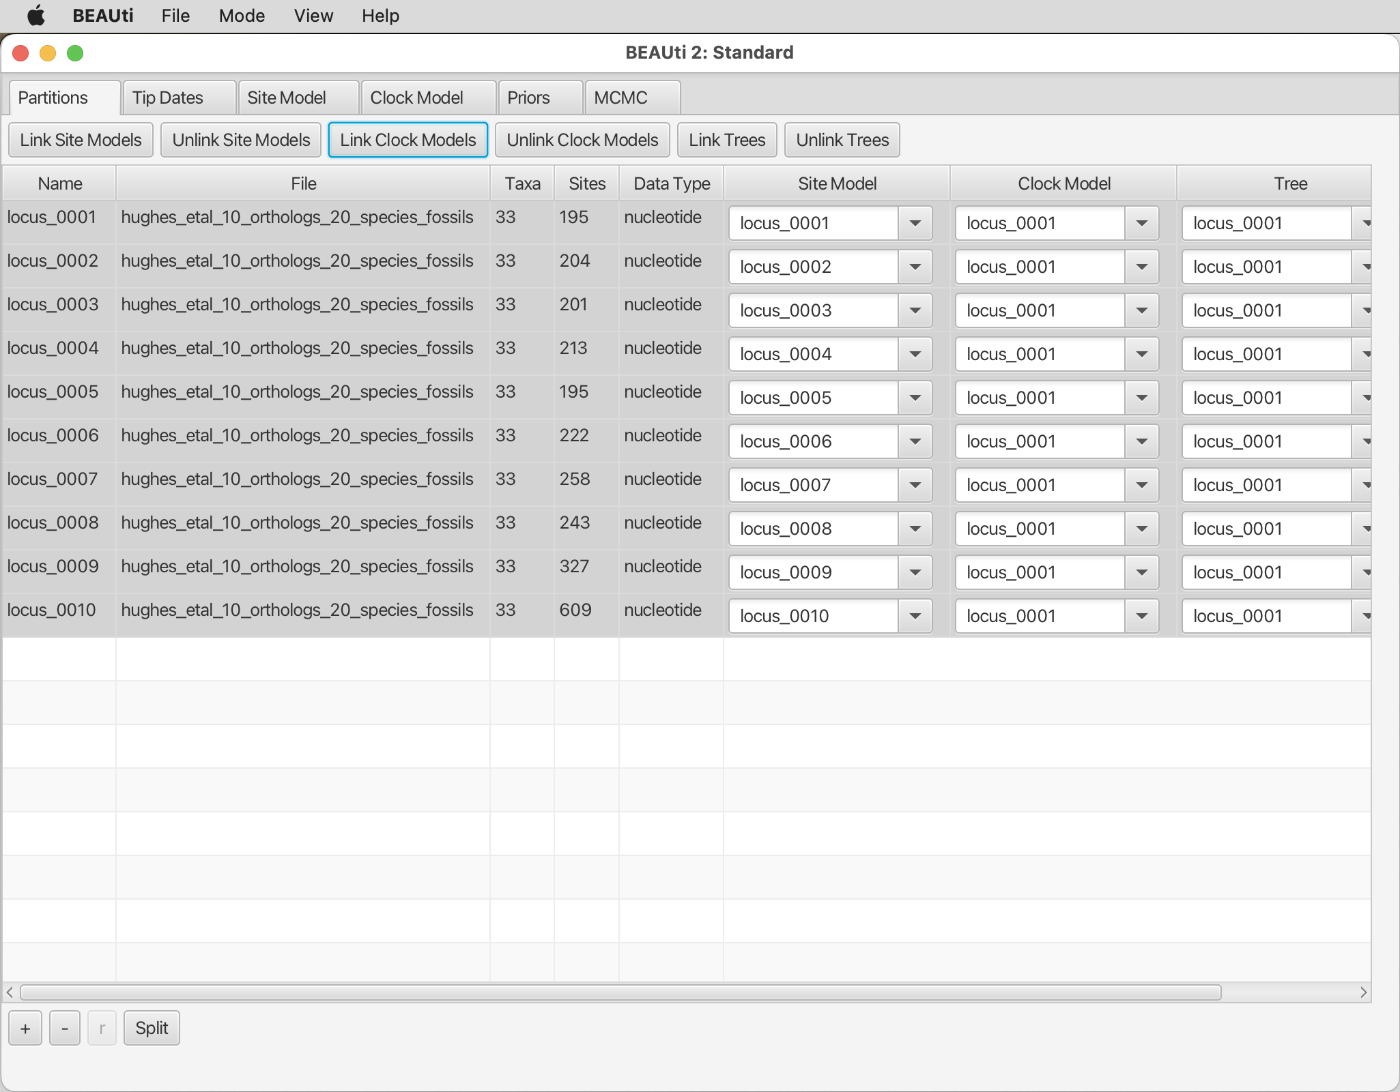 BEAUti File Mode View Help
BEAUti 2: Standard
Partitions Tip Dates Site Model Clock Model Priors MCMC
Link Site Models Unlink Site Models Link Clock Models Unlink Clock Models Link Trees Unlink Trees
Name File Taxa Sites Data Type Site Model Clock Model Tree
locus_0001 hughes_etal_10_orthologs_20_species_fossils 33 195 nucleotide locus_0001 locus_0001 locus_0001
locus_0002 hughes_etal_10_orthologs_20_species_fossils 33 204 nucleotide locus_0002 locus_0001 locus_0001
locus_0003 hughes_etal_10_orthologs_20_species_fossils 33 201 nucleotide locus_0003 locus_0001 locus_0001
locus_0004 hughes_etal_10_orthologs_20_species_fossils 33 213 nucleotide locus_0004 locus_0001 locus_0001
locus_0005 hughes_etal_10_orthologs_20_species_fossils 33 195 nucleotide locus_0005 locus_0001 locus_0001
locus_0006 hughes_etal_10_orthologs_20_species_fossils 33 222 nucleotide locus_0006 locus_0001 locus_0001
locus_0007 hughes_etal_10_orthologs_20_species_fossils 33 258 nucleotide locus_0007 locus_0001 locus_0001
locus_0008 hughes_etal_10_orthologs_20_species_fossils 33 243 nucleotide locus_0008 locus_0001 locus_0001
locus_0009 hughes_etal_10_orthologs_20_species_fossils 33 327 nucleotide locus_0009 locus_0001 locus_0001
locus_0010 hughes_etal_10_orthologs_20_species_fossils 33 609 nucleotide locus_0010 locus_0001 locus_0001
+ - r Split